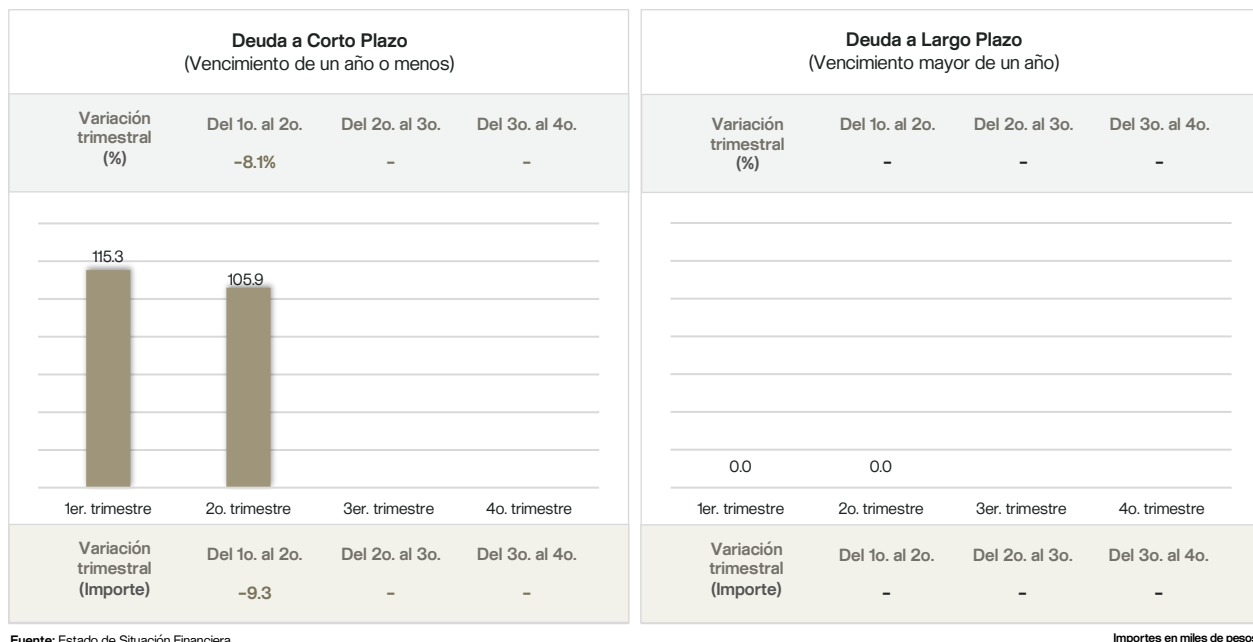 Deuda a Corto Plazo
(Vencimiento de un año o menos)
Variación
trimestral
(%)
Del 1o. al 2o. Del 2o. al 3o. Del 3o. al 4o.
-8.1% - -
115.3
105.9
1er. trimestre 2o. trimestre 3er. trimestre 4o. trimestre
Variación
trimestral
(Importe)
Del 1o. al 2o. Del 2o. al 3o. Del 3o. al 4o.
-9.3 - -
Deuda a Largo Plazo
(Vencimiento mayor de un año)
Variación
trimestral
(%)
Del 1o. al 2o. Del 2o. al 3o. Del 3o. al 4o.
- - -
0.0 0.0
1er. trimestre 2o. trimestre 3er. trimestre 4o. trimestre
Variación
trimestral
(Importe)
Del 1o. al 2o. Del 2o. al 3o. Del 3o. al 4o.
- - -
Fuente: Estado de Situación Financiera
Importes en miles de pesos